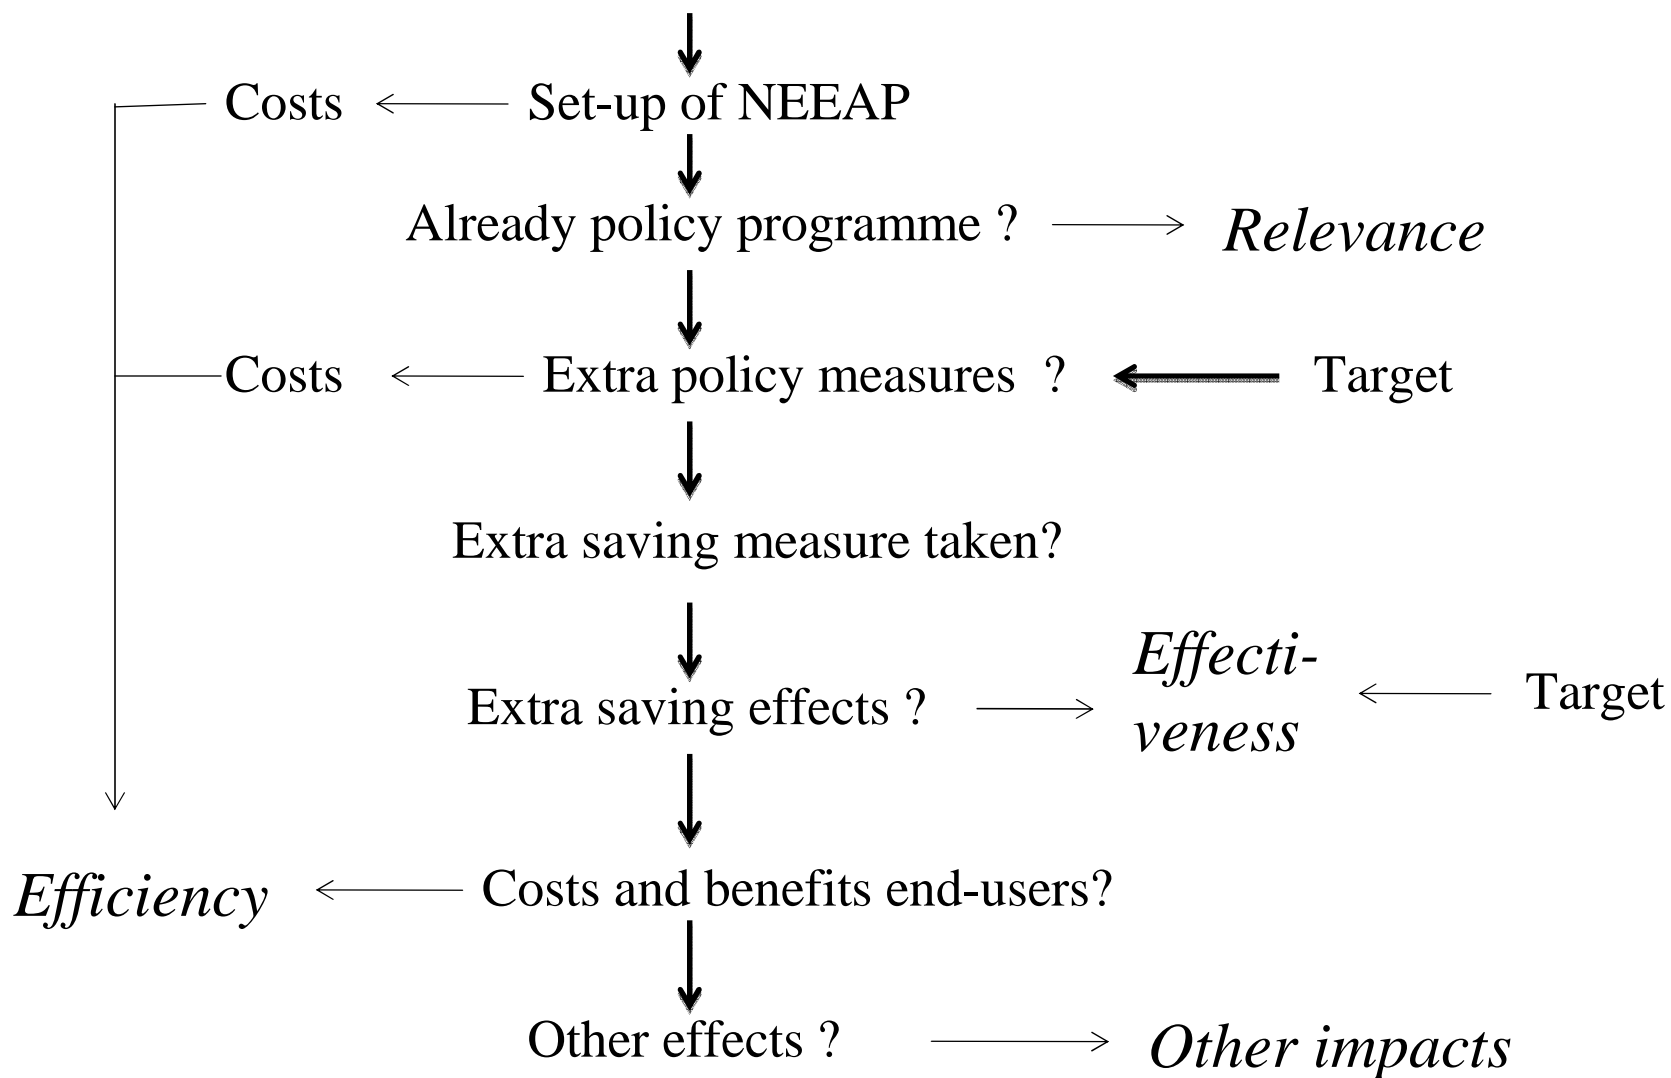 Costs
Set-up of NEEAP
Already policy programme ?
Relevance
Costs
Extra policy measures ?
Target
Extra saving measure taken?
Extra saving effects ?
Effecti-
veness
Target
Efficiency
Costs and benefits end-users?
Other effects ?
Other impacts